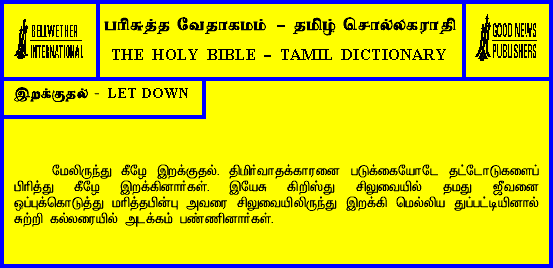 BELLWETHER
INTERNATIONAL
பரிசுத்த வேதாகமம் – தமிழ் சொல்லகராதி
THE HOLY BIBLE – TAMIL DICTIONARY
GOOD NEWS
PUBLISHERS
இறக்குதல் - LET DOWN
மேலிருந்து கீழே இறக்குதல். திமிர்வாதக்காரனை படுக்கையோடே தட்டோடுகளைப்
பிரித்து கீழே இறக்கினார்கள். இயேசு கிறிஸ்து சிலுவையில் தமது ஜீவனை
ஒப்புக்கொடுத்து மரித்தபின்பு அவரை சிலுவையிலிருந்து இறக்கி மெல்லிய துப்பட்டியினால்
சுற்றி கல்லரையில் அடக்கம் பண்ணினார்கள்.